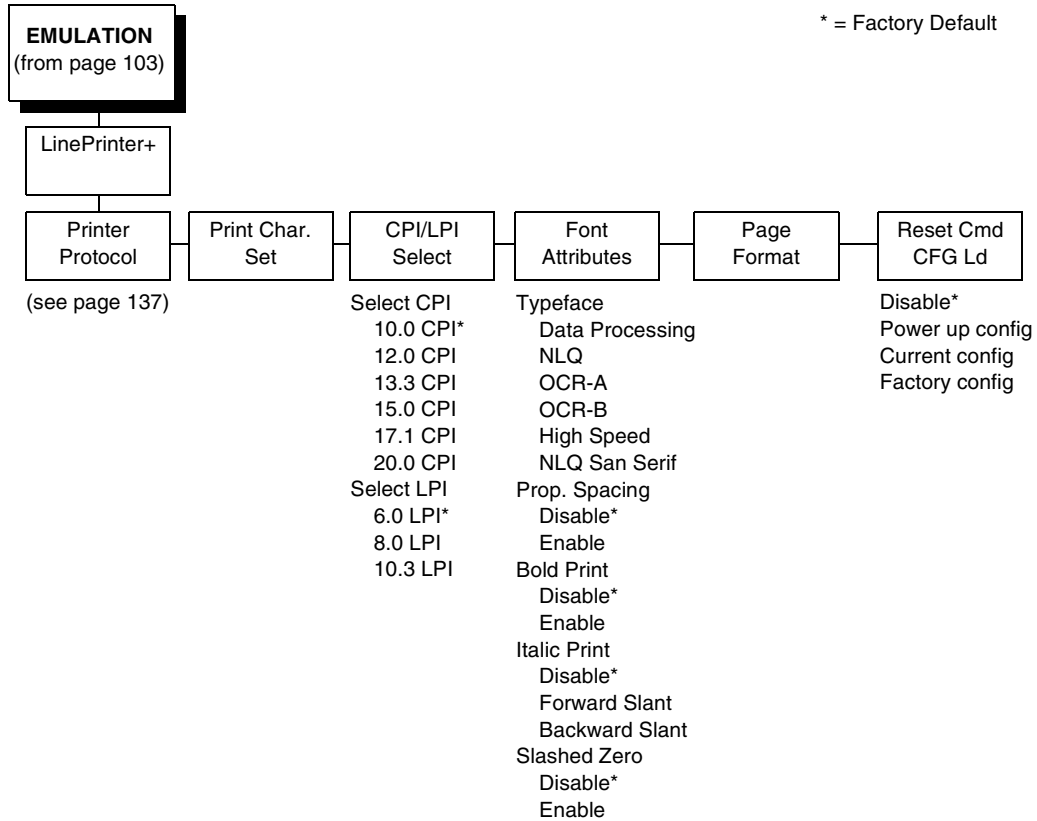 EMULATION
(from page 103)
* = Factory Default
LinePrinter+
Printer
Protocol
Print Char.
Set
CPI/LPI
Select
Font
Attributes
Page
Format
Reset Cmd
CFG Ld
(see page 137)
Select CPI
10.0 CPI*
12.0 CPI
13.3 CPI
15.0 CPI
17.1 CPI
20.0 CPI
Select LPI
6.0 LPI*
8.0 LPI
10.3 LPI
Typeface
Data Processing
NLQ
OCR-A
OCR-B
High Speed
NLQ San Serif
Prop. Spacing
Disable*
Enable
Bold Print
Disable*
Enable
Italic Print
Disable*
Forward Slant
Backward Slant
Slashed Zero
Disable*
Enable
Disable*
Power up config
Current config
Factory config